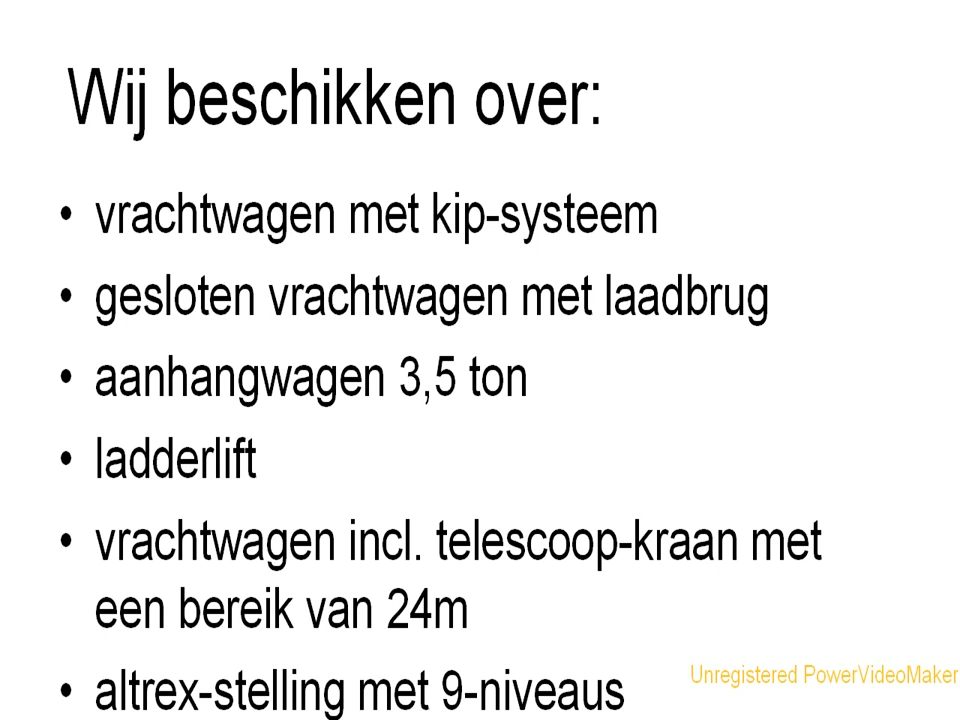 Wij beschikken over:
• vrachtwagen met kip-systeem
• gesloten vrachtwagen met laadbrug
• aanhangwagen 3,5 ton
• ladderlift
• vrachtwagen incl. telescoop-kraan met
een bereik van 24m
• altrex-stelling met 9-niveaus
Unregistered PowerVideoMaker